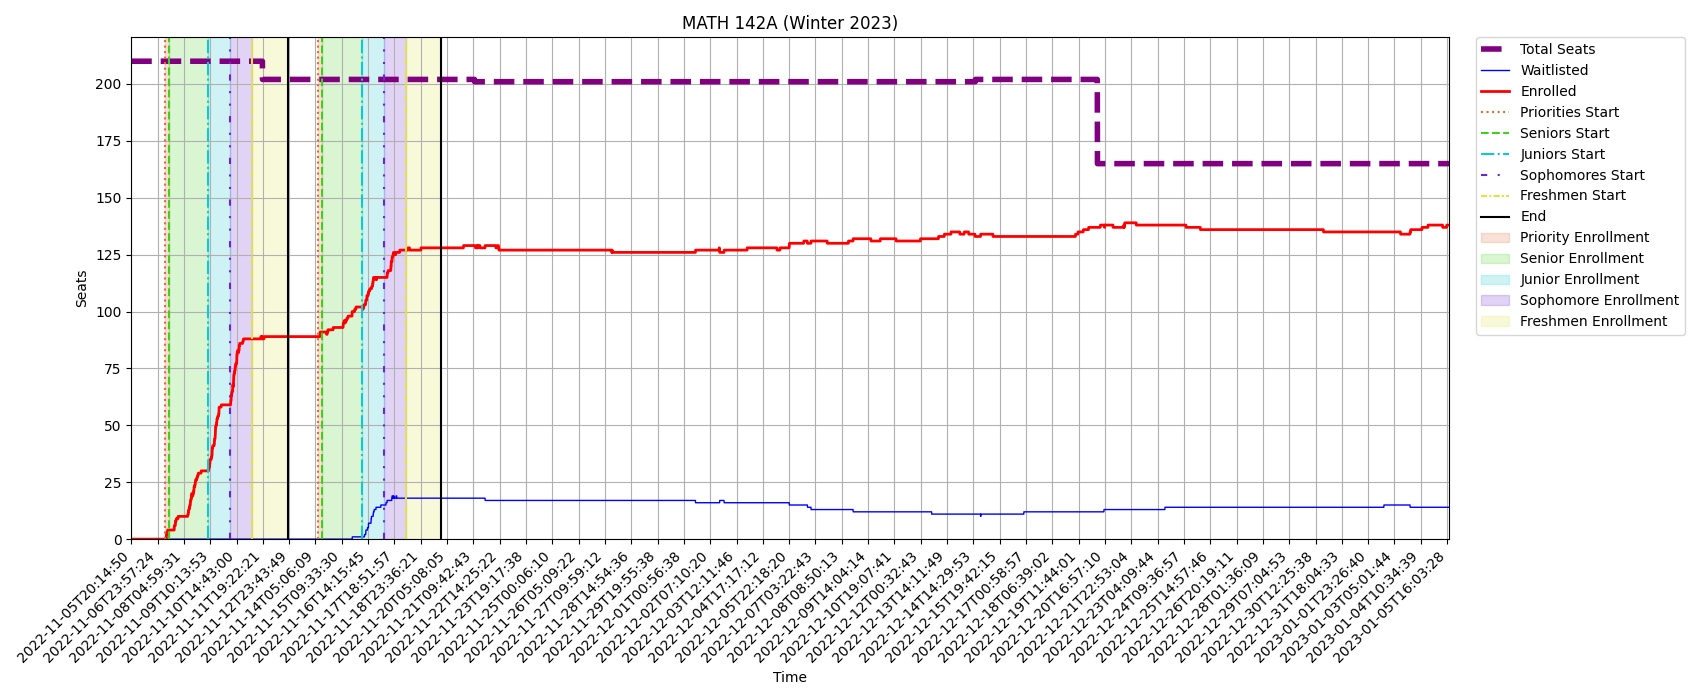 MATH 142A (Winter 2023)
Seats
200
175
150
125
100
75
50
25
0
2022-11-05T20:14:50
2022-11-06T23:57:24
2022-11-08T04:59:31
2022-11-09T10:13:53
2022-11-10T14:43:00
2022-11-11T19:22:21
2022-11-12T23:43:49
2022-11-14T05:06:09
2022-11-15T09:33:30
2022-11-16T14:15:45
2022-11-17T18:51:57
2022-11-18T23:36:21
2022-11-20T05:08:05
2022-11-21T09:42:43
2022-11-22T14:25:22
2022-11-23T19:17:38
2022-11-25T00:06:10
2022-11-26T05:09:22
2022-11-27T09:59:12
2022-11-28T14:54:36
2022-11-29T19:55:38
2022-12-01T00:56:38
2022-12-02T07:10:20
2022-12-03T12:11:46
2022-12-04T17:17:12
2022-12-05T22:18:20
2022-12-07T03:22:43
2022-12-08T08:50:13
2022-12-09T14:04:14
2022-12-10T19:07:41
2022-12-12T00:32:43
2022-12-13T14:11:49
2022-12-14T14:29:53
2022-12-15T19:42:15
2022-12-17T00:58:57
2022-12-18T06:39:02
2022-12-19T11:44:01
2022-12-20T16:57:10
2022-12-21T22:53:04
2022-12-23T04:09:44
2022-12-24T09:36:57
2022-12-25T14:57:46
2022-12-26T20:19:11
2022-12-28T01:36:09
2022-12-29T07:04:53
2022-12-30T12:25:38
2022-12-31T18:04:33
2023-01-01T23:26:40
2023-01-03T05:01:44
2023-01-04T10:34:39
2023-01-05T16:03:28
Time
Total Seats
Waitlisted
Enrolled
Priorities Start
Seniors Start
Juniors Start
Sophomores Start
Freshmen Start
End
Priority Enrollment
Senior Enrollment
Junior Enrollment
Sophomore Enrollment
Freshmen Enrollment